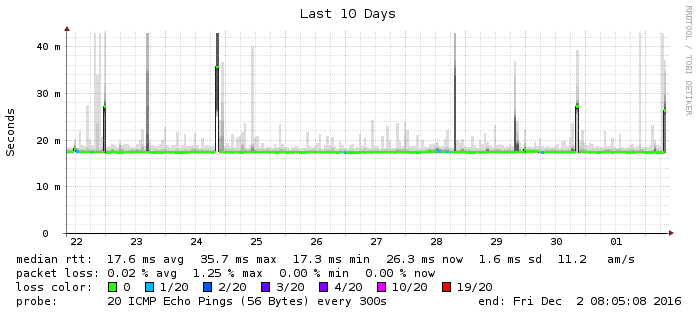 Last 10 Days
RRDTOOL / TOBI OETIKER
Seconds
40 m
30 m
20 m
10 m
0
22 23 24 25 26 27 28 29 30 01
median rtt: 17.6 ms avg 35.7 ms max 17.3 ms min 26.3 ms now 1.6 ms sd 11.2 am/s
packet loss: 0.02 % avg 1.25 % max 0.00 % min 0.00 % now
loss color: 0 1/20 2/20 3/20 4/20 10/20 19/20
probe: 20 ICMP Echo Pings (56 Bytes) every 300s end: Fri Dec 2 08:05:08 2016